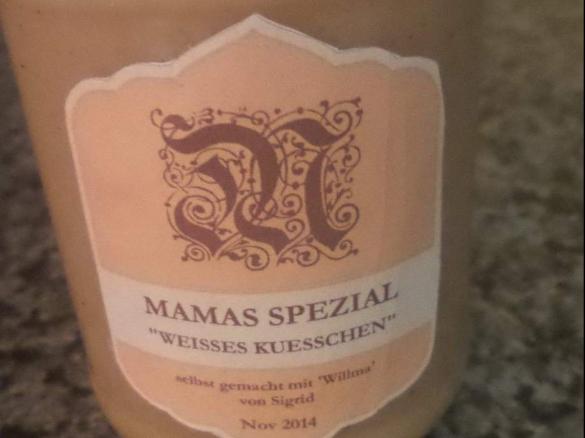 M
MAMAS SPEZIAL
"WEISSES KUESSCHEN"
selbst gemacht mit 'Willma'
von Sigrid
Nov 2014